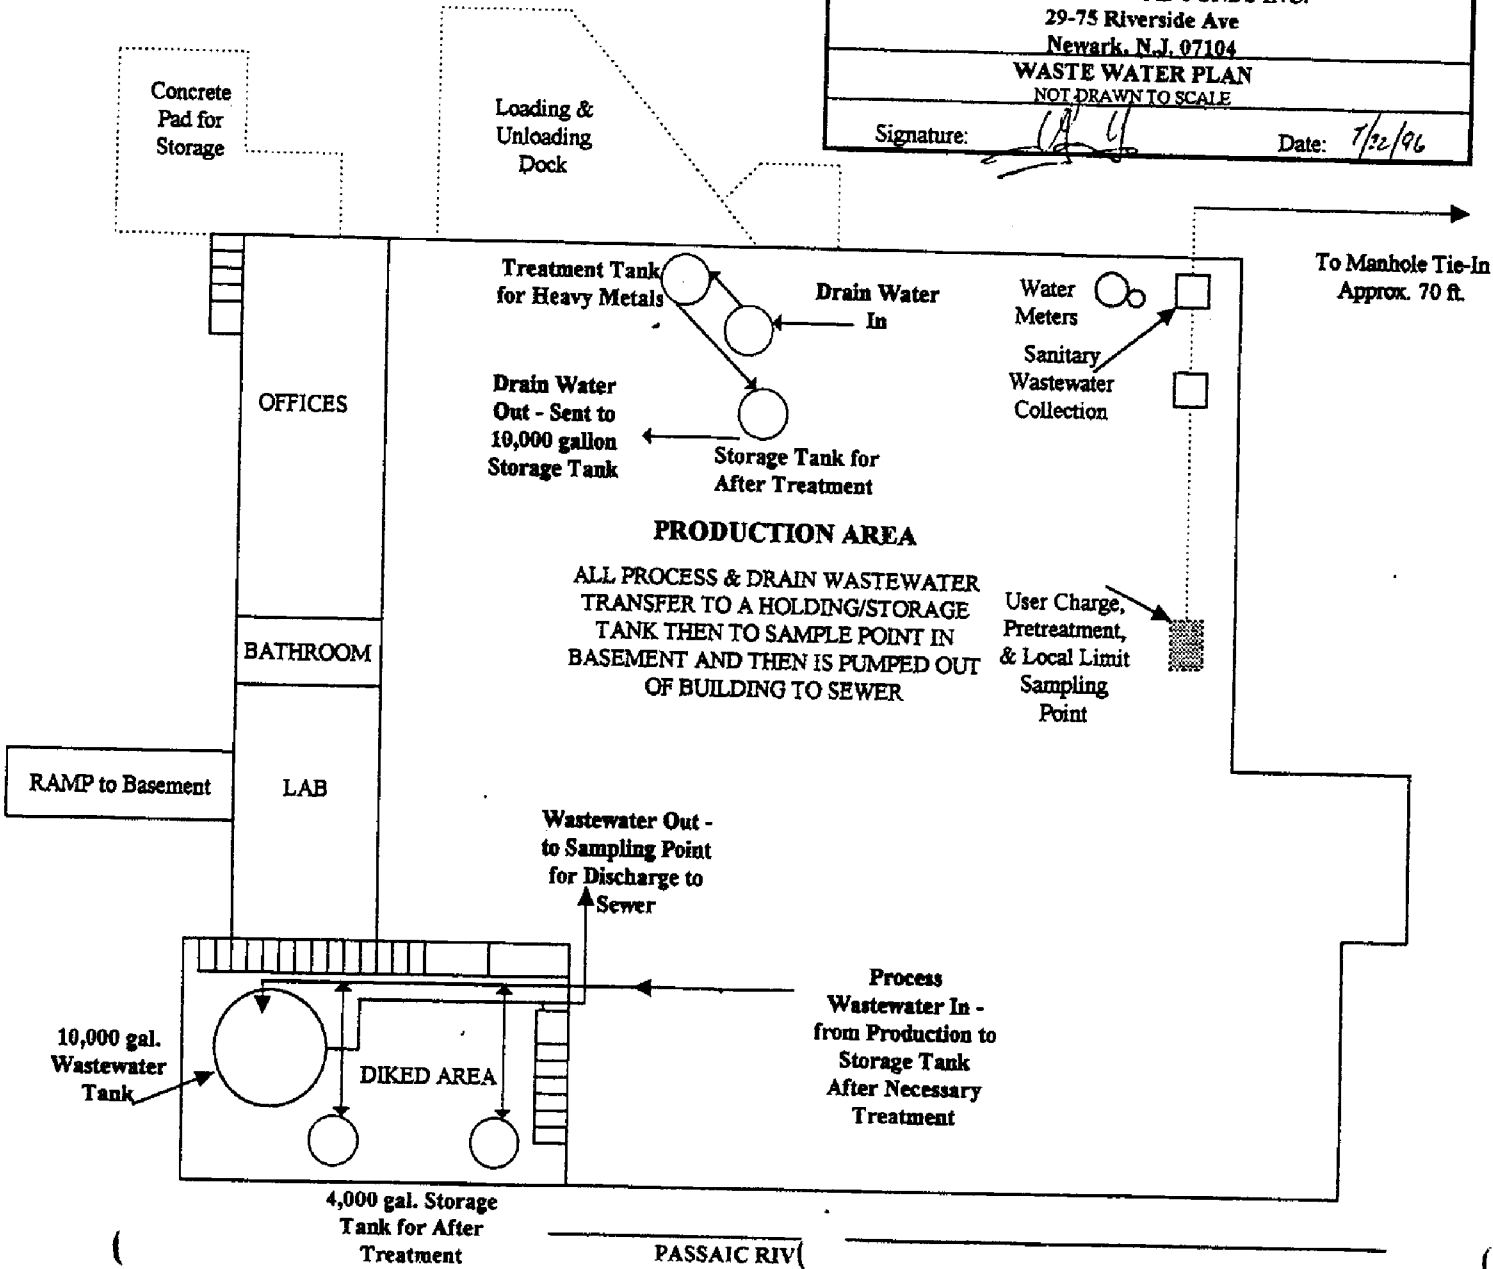 29-75 Riverside Ave
Newark, N.J. 07104
WASTE WATER PLAN
NOT DRAWN TO SCALE
Signature:
Date: 7/22/96
Concrete
Pad for
Storage
Loading &
Unloading
Dock
To Manhole Tie-In
Approx. 70 ft.
Treatment Tank
for Heavy Metals
Drain Water
In
Water
Meters
Sanitary
Wastewater
Collection
OFFICES
Drain Water
Out - Sent to
10,000 gallon
Storage Tank
Storage Tank for
After Treatment
PRODUCTION AREA
ALL PROCESS & DRAIN WASTEWATER
TRANSFER TO A HOLDING/STORAGE
TANK THEN TO SAMPLE POINT IN
BASEMENT AND THEN IS PUMPED OUT
OF BUILDING TO SEWER
User Charge,
Pretreatment,
& Local Limit
Sampling
Point
BATHROOM
RAMP to Basement
LAB
Wastewater Out -
to Sampling Point
for Discharge to
Sewer
Process
Wastewater In -
from Production to
Storage Tank
After Necessary
Treatment
10,000 gal.
Wastewater
Tank
DIKED AREA
4,000 gal. Storage
Tank for After
Treatment
PASSAIC RIV